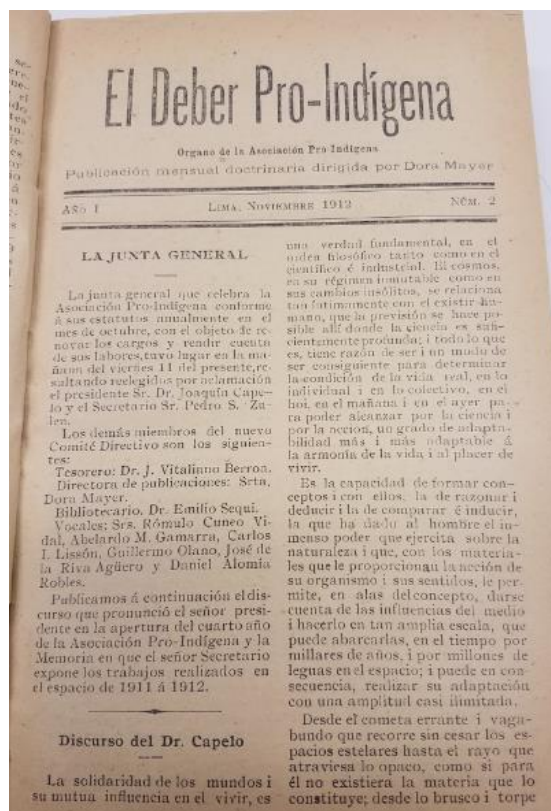 El Deber Pro-Indígena
Organo de la Asociación Pro Indígena
Publicación mensual doctrinaria dirigida por Dora Mayer
AÑO I
LIMA, NOVIEMBRE 1912
NÚM. 2
LA JUNTA GENERAL
La junta general que celebra la
Asociación Pro-Indígena conforme
á sus estatutos anualmente en el
mes de octubre, con el objeto de re-
novar los cargos y rendir cuenta
de sus labores, tuvo lugar en la ma-
ñana del viernes 11 del presente, re-
saltando reelegidos por aclamación
el presidente Sr. Dr. Joaquín Cape-
lo y el Secretario Sr. Pedro S. Zu-
len.
Los demás miembros del nuevo
Comité Directivo son los siguien-
tes:
Tesorero: Dr. J. Vitaliano Berroa.
Directora de publicaciones: Srta.
Dora Mayer.
Bibliotecario. Dr. Emilio Sequi.
Vocales: Srs. Rómulo Cuneo Vi-
dal, Abelardo M. Gamarra, Carlos
I. Lissón, Guillermo Olano, José de
la Riva Agüero y Daniel Alomía
Robles.
Publicamos á continuación el dis-
curso que pronunció el señor presi-
dente en la apertura del cuarto año
de la Asociación Pro-Indígena y la
Memoria en que el señor Secretario
expone los trabajos realizados en
el espacio de 1911 á 1912.
Discurso del Dr. Capelo
La solidaridad de los mundos i
su mutua influencia en el vivir, es
una verdad fundamental, en el
orden filosófico tanto como en el
científico é industrial. El cosmos,
en su régimen inmutable como en
sus cambios insólitos, se relaciona
tan íntimamente con el existir hu-
mano, que la previsión se hace po-
sible allí donde la ciencia es sufi-
cientemente profunda; i todo lo que
es, tiene razón de ser i un modo de
ser consiguiente para determinar
la condición de la vida real, en lo
individual i en lo colectivo, en el
hoi, en el mañana i en el ayer pa-
ra poder alcanzar por la ciencia i
por la acción, un grado de adapta-
bilidad más i más adaptable á
la armonía de la vida i al placer de
vivir.
Es la capacidad de formar con-
ceptos i con ellos, la de razonar i
deducir i la de comparar é inducir,
la que ha dado al hombre el in-
menso poder que ejercita sobre la
naturaleza i que, con los materia-
les que le proporcionan la acción de
su organismo i sus sentidos, le per-
mite, en alas del concepto, darse
cuenta de las influencias del medio
i hacerlo en tan amplia escala, que
puede abarcarlas, en el tiempo por
millares de años, i por millones de
leguas en el espacio; i puede en con-
secuencia, realizar su adaptación
con una amplitud casi ilimitada.
Desde el cometa errante i vaga-
bundo que recorre sin cesar los es-
pacios estelares hasta el rayo que
atraviesa lo opaco, como si para
él no existiera la materia que lo
constituye; desde lo brusco i torpe